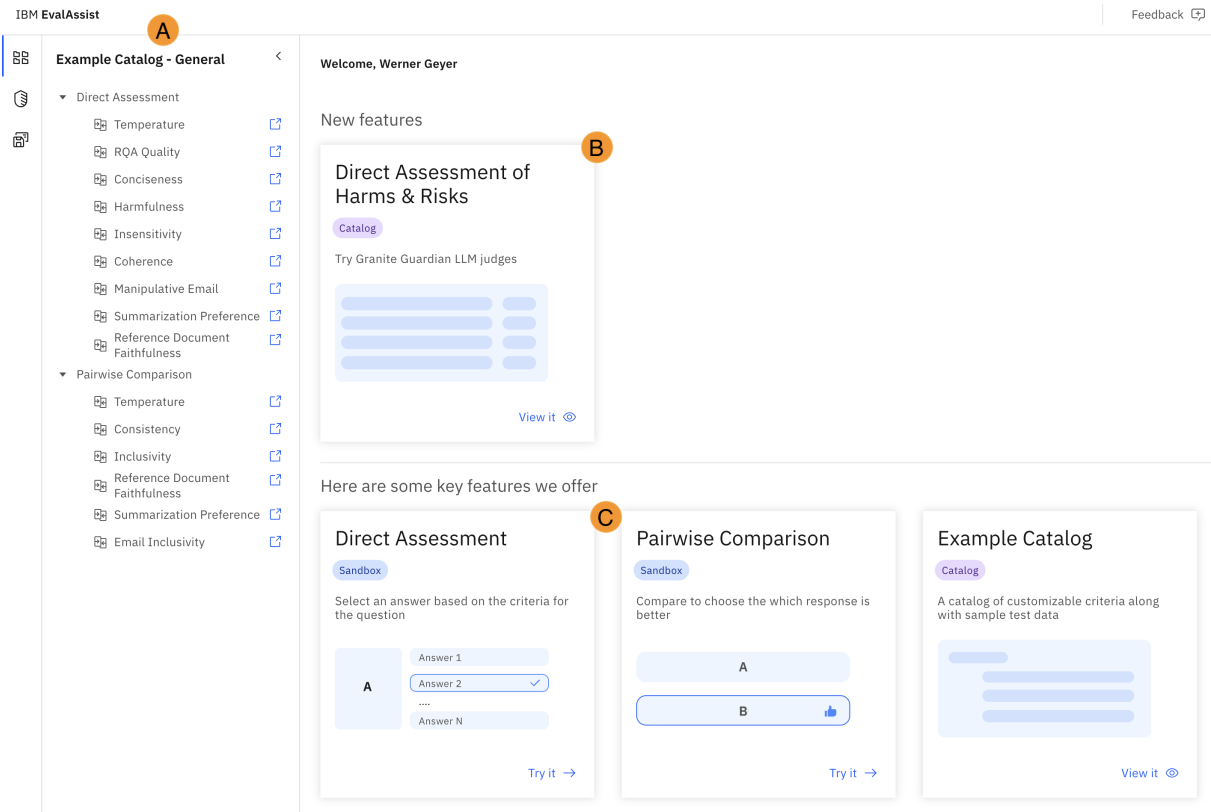 IBM EvalAssist
Feedback
A
Example Catalog - General
Direct Assessment
Temperature
RQA Quality
Conciseness
Harmfulness
Insensitivity
Coherence
Manipulative Email
Summarization Preference
Reference Document
Faithfulness
Pairwise Comparison
Temperature
Consistency
Inclusivity
Reference Document
Faithfulness
Summarization Preference
Email Inclusivity
Welcome, Werner Geyer
New features
B
Direct Assessment of
Harms & Risks
Catalog
Try Granite Guardian LLM judges
View it
Here are some key features we offer
C
Direct Assessment
Sandbox
Select an answer based on the criteria for
the question
A
Answer 1
Answer 2
....
Answer N
Try it
Pairwise Comparison
Sandbox
Compare to choose the which response is
better
A
B
Try it
Example Catalog
Catalog
A catalog of customizable criteria along
with sample test data
View it